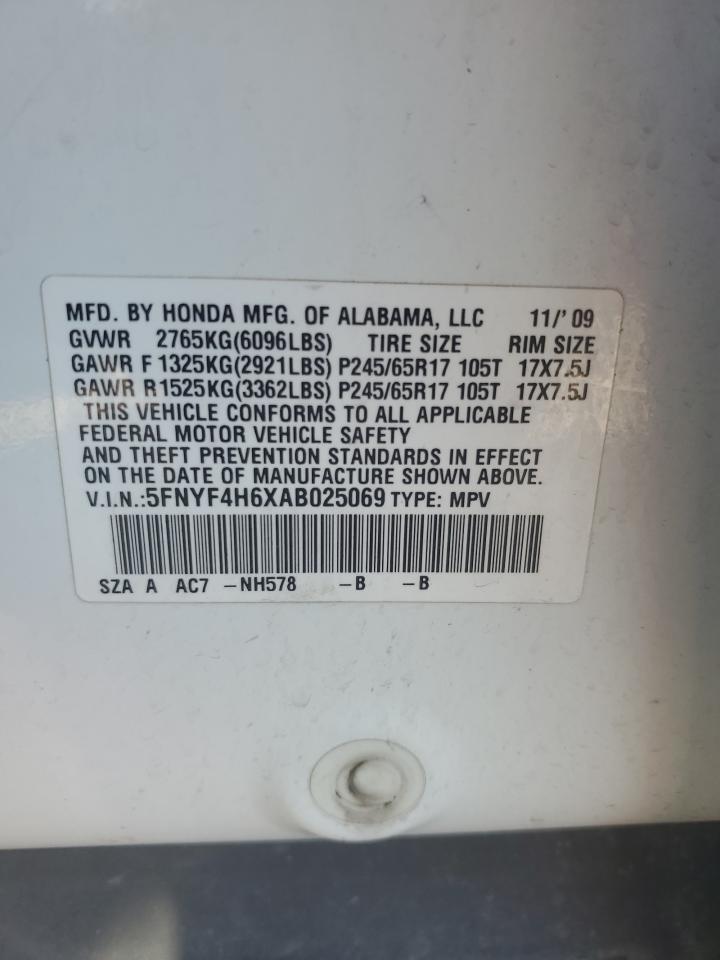 MFD. BY HONDA MFG. OF ALABAMA, LLC 11/'09
GVWR 2765KG(6096LBS) TIRE SIZE RIM SIZE
GAWR F 1325KG(2921LBS) P245/65R17 105T 17X7.5J
GAWR R 1525KG(3362LBS) P245/65R17 105T 17X7.5J
THIS VEHICLE CONFORMS TO ALL APPLICABLE
FEDERAL MOTOR VEHICLE SAFETY
AND THEFT PREVENTION STANDARDS IN EFFECT
ON THE DATE OF MANUFACTURE SHOWN ABOVE.
V.I.N.:5FNYF4H6XAB025069 TYPE: MPV
SZA A AC7 -NH578 -B -B